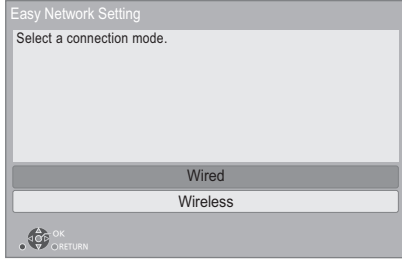 Easy Network Setting
Select a connection mode.
Wired
Wireless
OK
RETURN